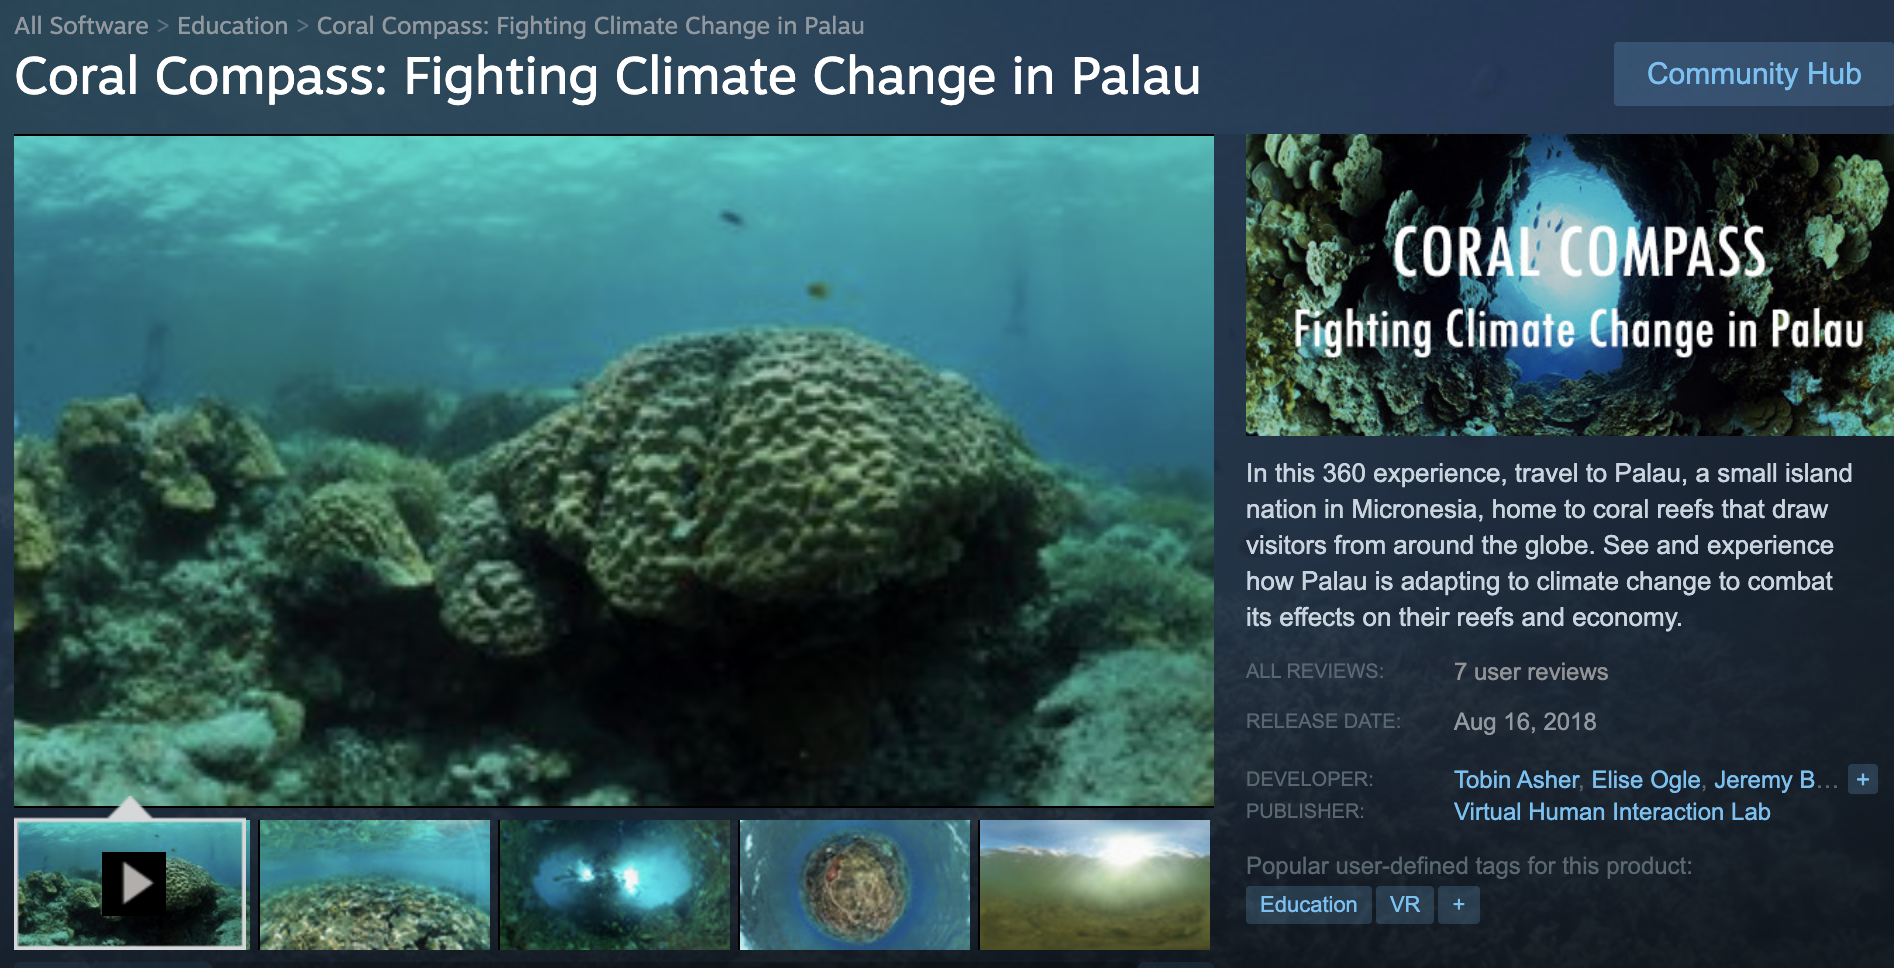 All Software > Education > Coral Compass: Fighting Climate Change in Palau
Coral Compass: Fighting Climate Change in Palau
Community Hub
CORAL COMPASS
Fighting Climate Change in Palau
In this 360 experience, travel to Palau, a small island
nation in Micronesia, home to coral reefs that draw
visitors from around the globe. See and experience
how Palau is adapting to climate change to combat
its effects on their reefs and economy.
ALL REVIEWS: 7 user reviews
RELEASE DATE: Aug 16, 2018
DEVELOPER: Tobin Asher, Elise Ogle, Jeremy B... +
PUBLISHER: Virtual Human Interaction Lab
Popular user-defined tags for this product:
Education VR +